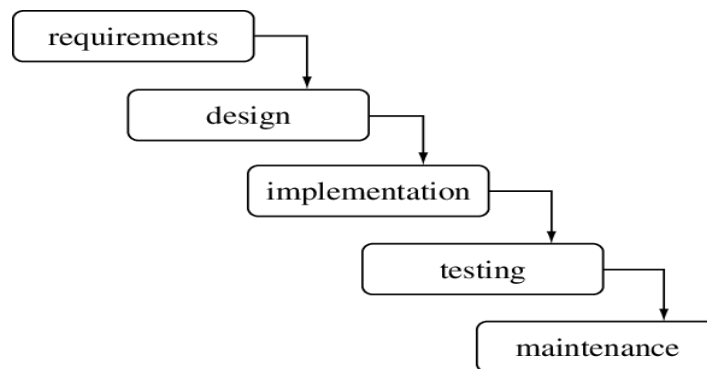 requirements
design
implementation
testing
maintenance